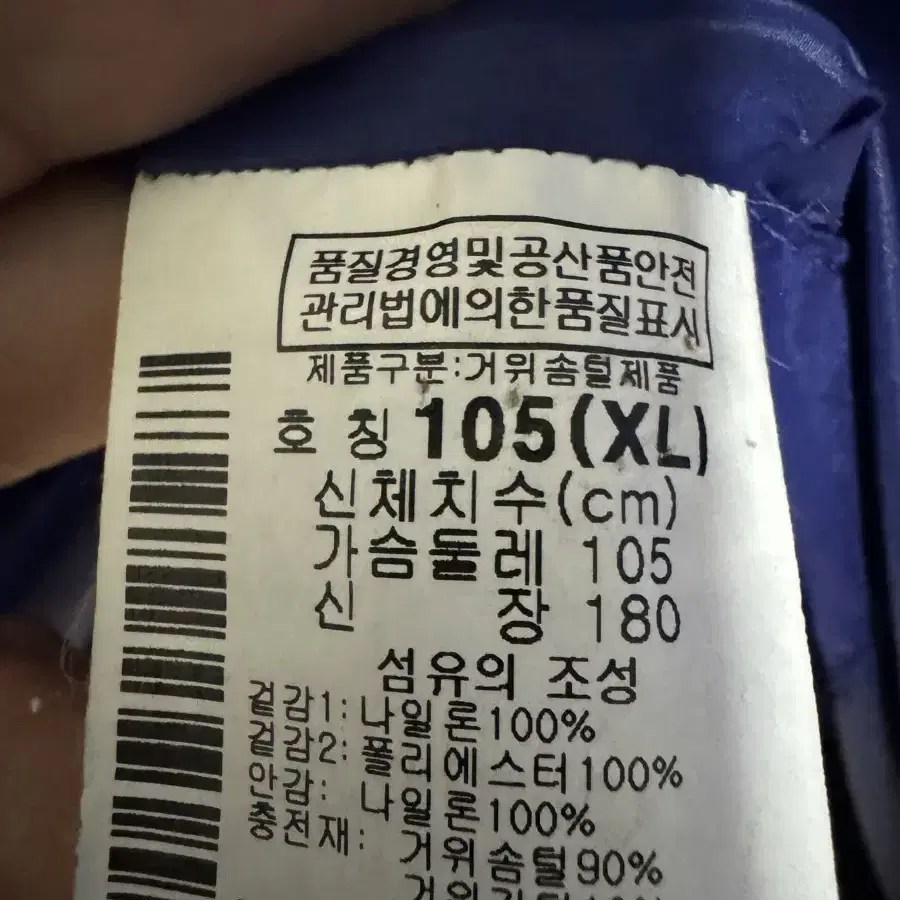 품질경영및공산품안전
관리법에의한품질표시
제품구분:거위솜털제품
호 칭 105(XL)
신체치수(cm)
가슴둘레 105
신 장 180
섬유의 조성
겉감1: 나일론100%
겉감2: 폴리에스터100%
안감: 나일론100%
충전재: 거위솜털90%